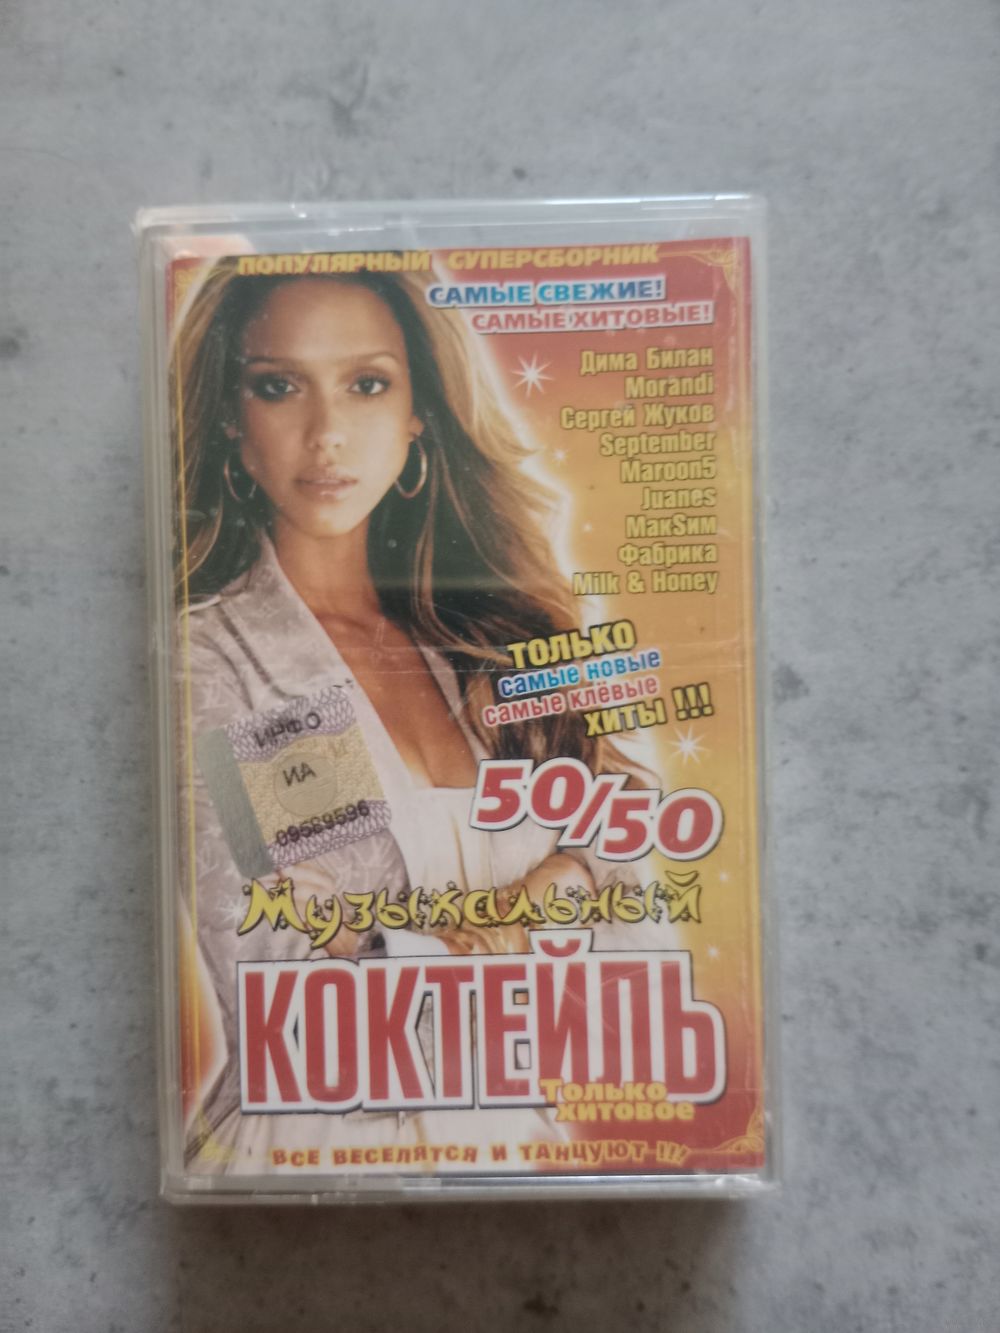 ПОПУЛЯРНЫЙ СУПЕРСБОРНИК
САМЫЕ СВЕЖИЕ!
САМЫЕ ХИТОВЫЕ!
Дима Билан
Morandi
Сергей Жуков
September
Maroon5
Juanes
МакSим
Фабрика
Milk & Honey
ТОЛЬКО
самые новые
самые клёвые
ХИТЫ !!!
ИНФО
ИА
09589596
50/50
Музыкальный
КОКТЕЙЛЬ
Только
хитовое
ВСЕ ВЕСЕЛЯТСЯ И ТАНЦУЮТ !!!